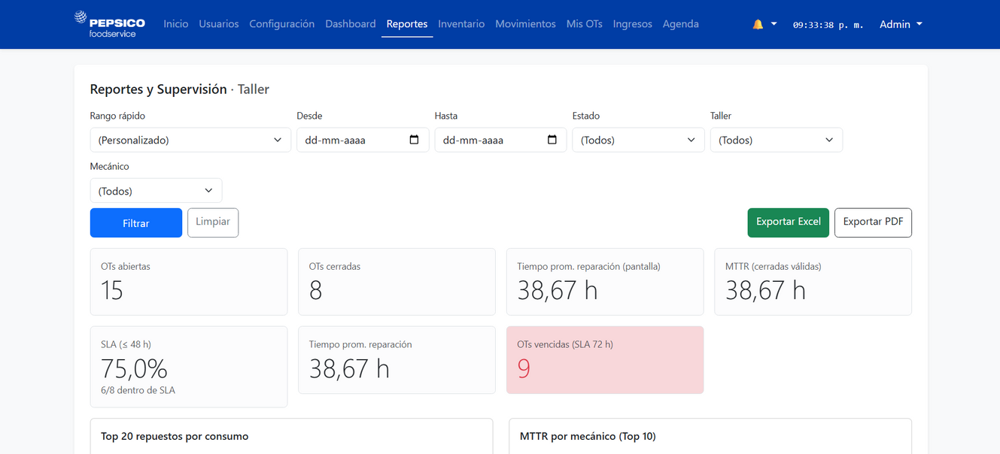 PEPSICO
foodservice
Inicio Usuarios Configuración Dashboard Reportes Inventario Movimientos Mis OTs Ingresos Agenda 09:33:38 p. m. Admin
Reportes y Supervisión · Taller
Rango rápido Desde Hasta Estado Taller
(Personalizado) dd-mm-aaaa dd-mm-aaaa (Todos) (Todos)
Mecánico
(Todos)
Filtrar Limpiar Exportar Excel Exportar PDF
OTs abiertas OTs cerradas Tiempo prom. reparación (pantalla) MTTR (cerradas válidas)
15 8 38,67 h 38,67 h
SLA (≤ 48 h) Tiempo prom. reparación OTs vencidas (SLA 72 h)
75,0% 38,67 h 9
6/8 dentro de SLA
Top 20 repuestos por consumo MTTR por mecánico (Top 10)